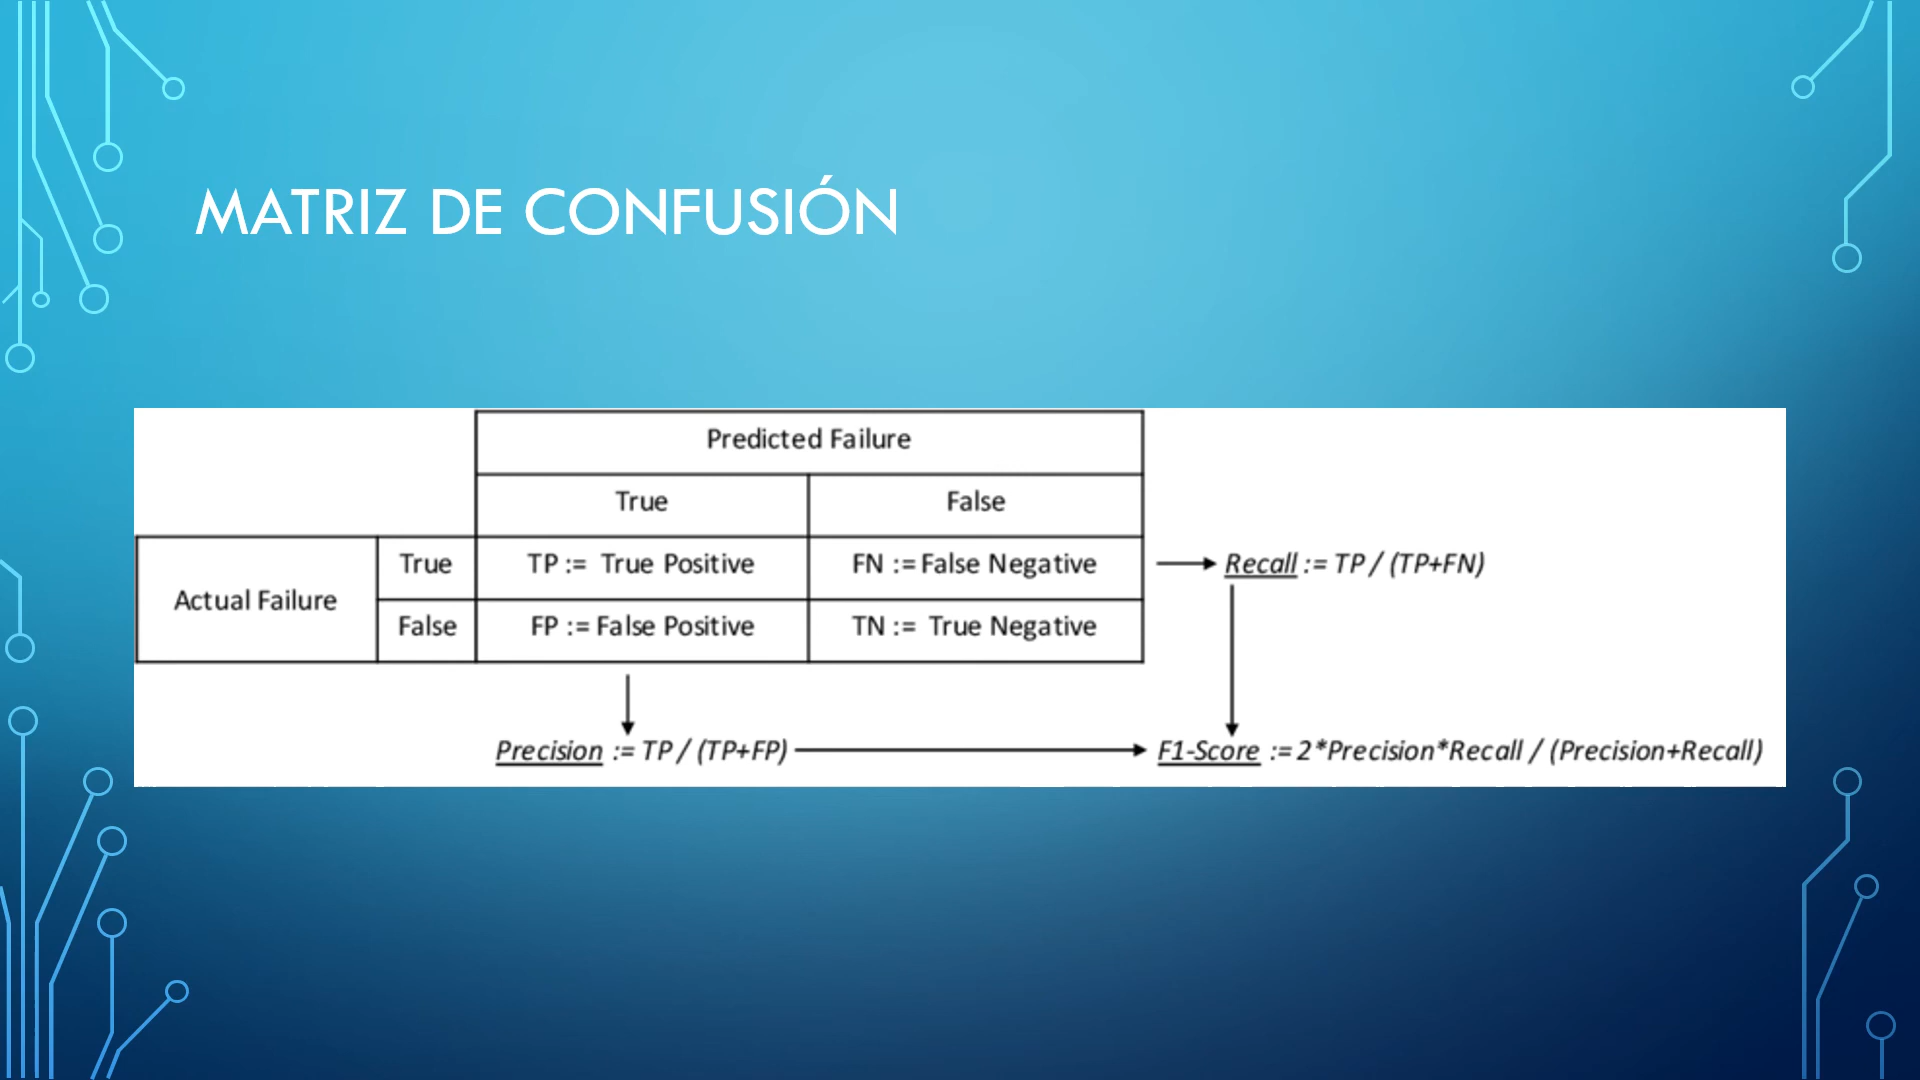 MATRIZ DE CONFUSIÓN
Predicted Failure
True False
True TP := True Positive FN := False Negative Recall := TP / (TP+FN)
Actual Failure
False FP := False Positive TN := True Negative
Precision := TP / (TP+FP) F1-Score := 2*Precision*Recall / (Precision+Recall)